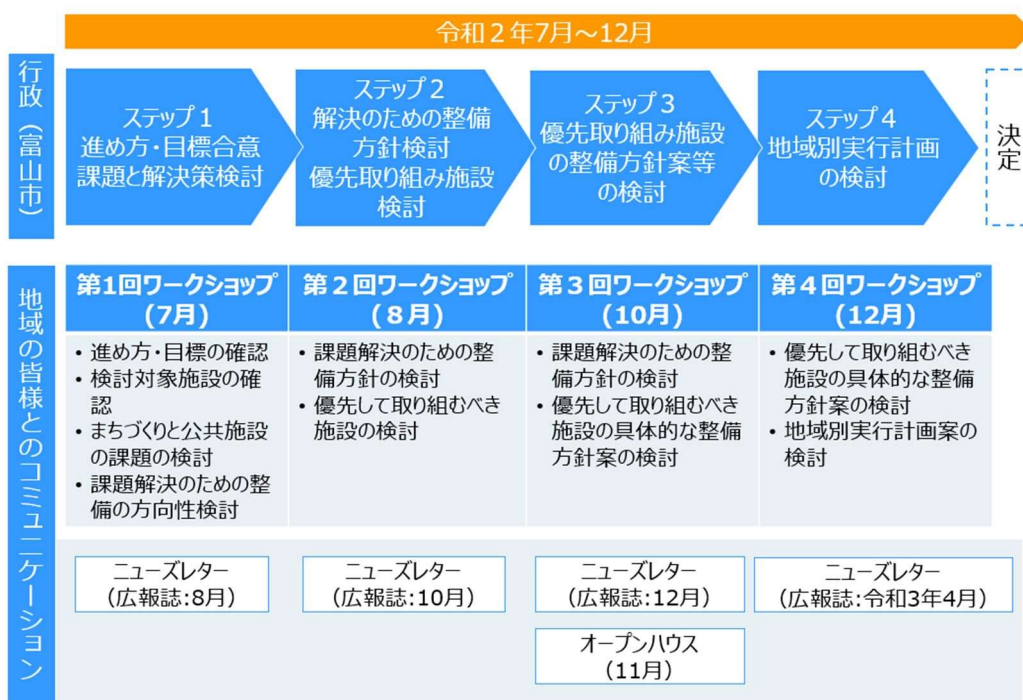 令和２年7月～12月
行政（富山市）
ステップ１
進め方・目標合意
課題と解決策検討
ステップ２
解決のための整備
方針検討
優先取り組み施設
検討
ステップ３
優先取り組み施設
の整備方針案等
の検討
ステップ４
地域別実行計画
の検討
決定
地域の皆様とのコミュニケーション
第1回ワークショップ
(7月)
第２回ワークショップ
(８月)
第３回ワークショップ
(10月)
第４回ワークショップ
(12月)
• 進め方・目標の確認
• 検討対象施設の確
認
• まちづくりと公共施設
の課題の検討
• 課題解決のための整
備の方向性検討
• 課題解決のための整
備方針の検討
• 優先して取り組むべき
施設の検討
• 課題解決のための整
備方針の検討
• 優先して取り組むべき
施設の具体的な整備
方針案の検討
• 優先して取り組むべき
施設の具体的な整備
方針案の検討
• 地域別実行計画案の
検討
ニューズレター
(広報誌:8月)
ニューズレター
(広報誌:10月)
ニューズレター
(広報誌:12月)
ニューズレター
(広報誌:令和3年4月)
オープンハウス
(11月)